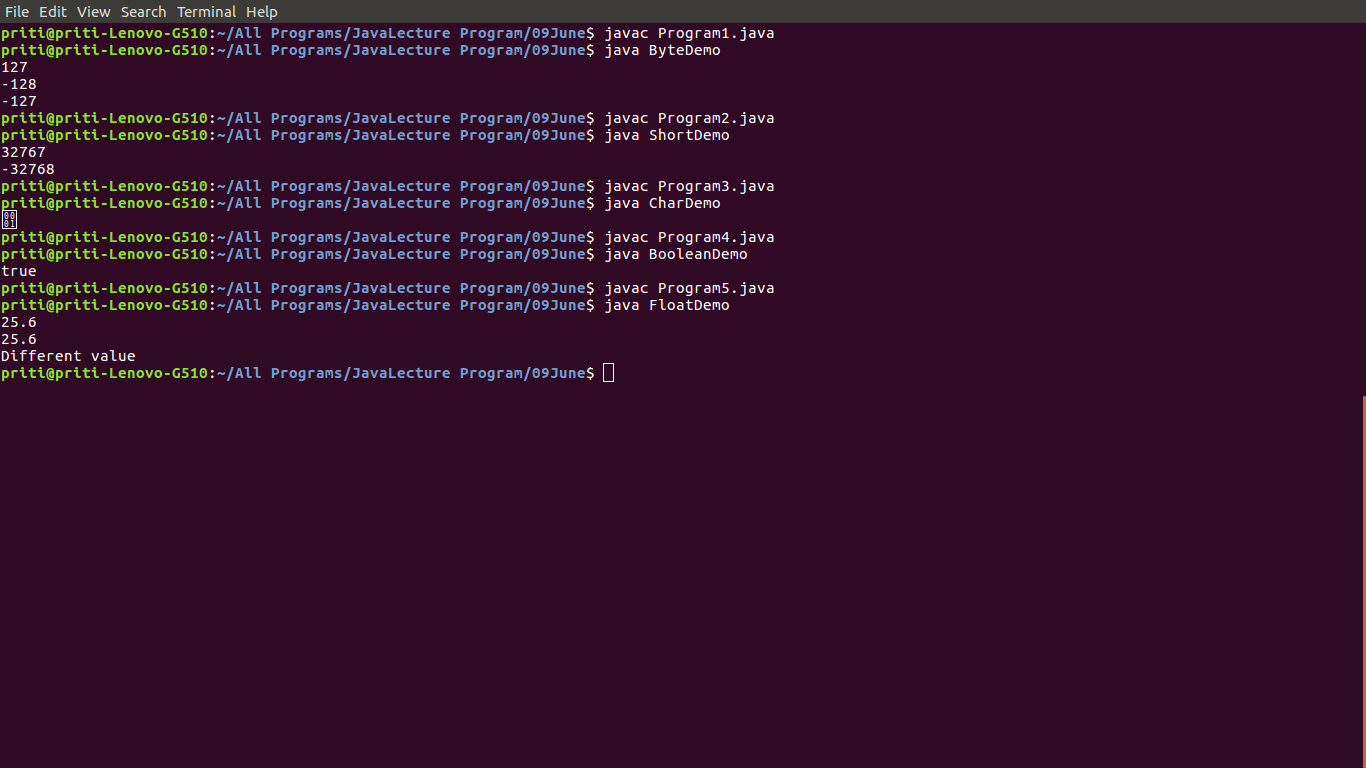 File Edit View Search Terminal Help
priti@priti-Lenovo-G510:~/All Programs/JavaLecture Program/09June$ javac Program1.java
priti@priti-Lenovo-G510:~/All Programs/JavaLecture Program/09June$ java ByteDemo
127
-128
-127
priti@priti-Lenovo-G510:~/All Programs/JavaLecture Program/09June$ javac Program2.java
priti@priti-Lenovo-G510:~/All Programs/JavaLecture Program/09June$ java ShortDemo
32767
-32768
priti@priti-Lenovo-G510:~/All Programs/JavaLecture Program/09June$ javac Program3.java
priti@priti-Lenovo-G510:~/All Programs/JavaLecture Program/09June$ java CharDemo
0001
priti@priti-Lenovo-G510:~/All Programs/JavaLecture Program/09June$ javac Program4.java
priti@priti-Lenovo-G510:~/All Programs/JavaLecture Program/09June$ java BooleanDemo
true
priti@priti-Lenovo-G510:~/All Programs/JavaLecture Program/09June$ javac Program5.java
priti@priti-Lenovo-G510:~/All Programs/JavaLecture Program/09June$ java FloatDemo
25.6
25.6
Different value
priti@priti-Lenovo-G510:~/All Programs/JavaLecture Program/09June$